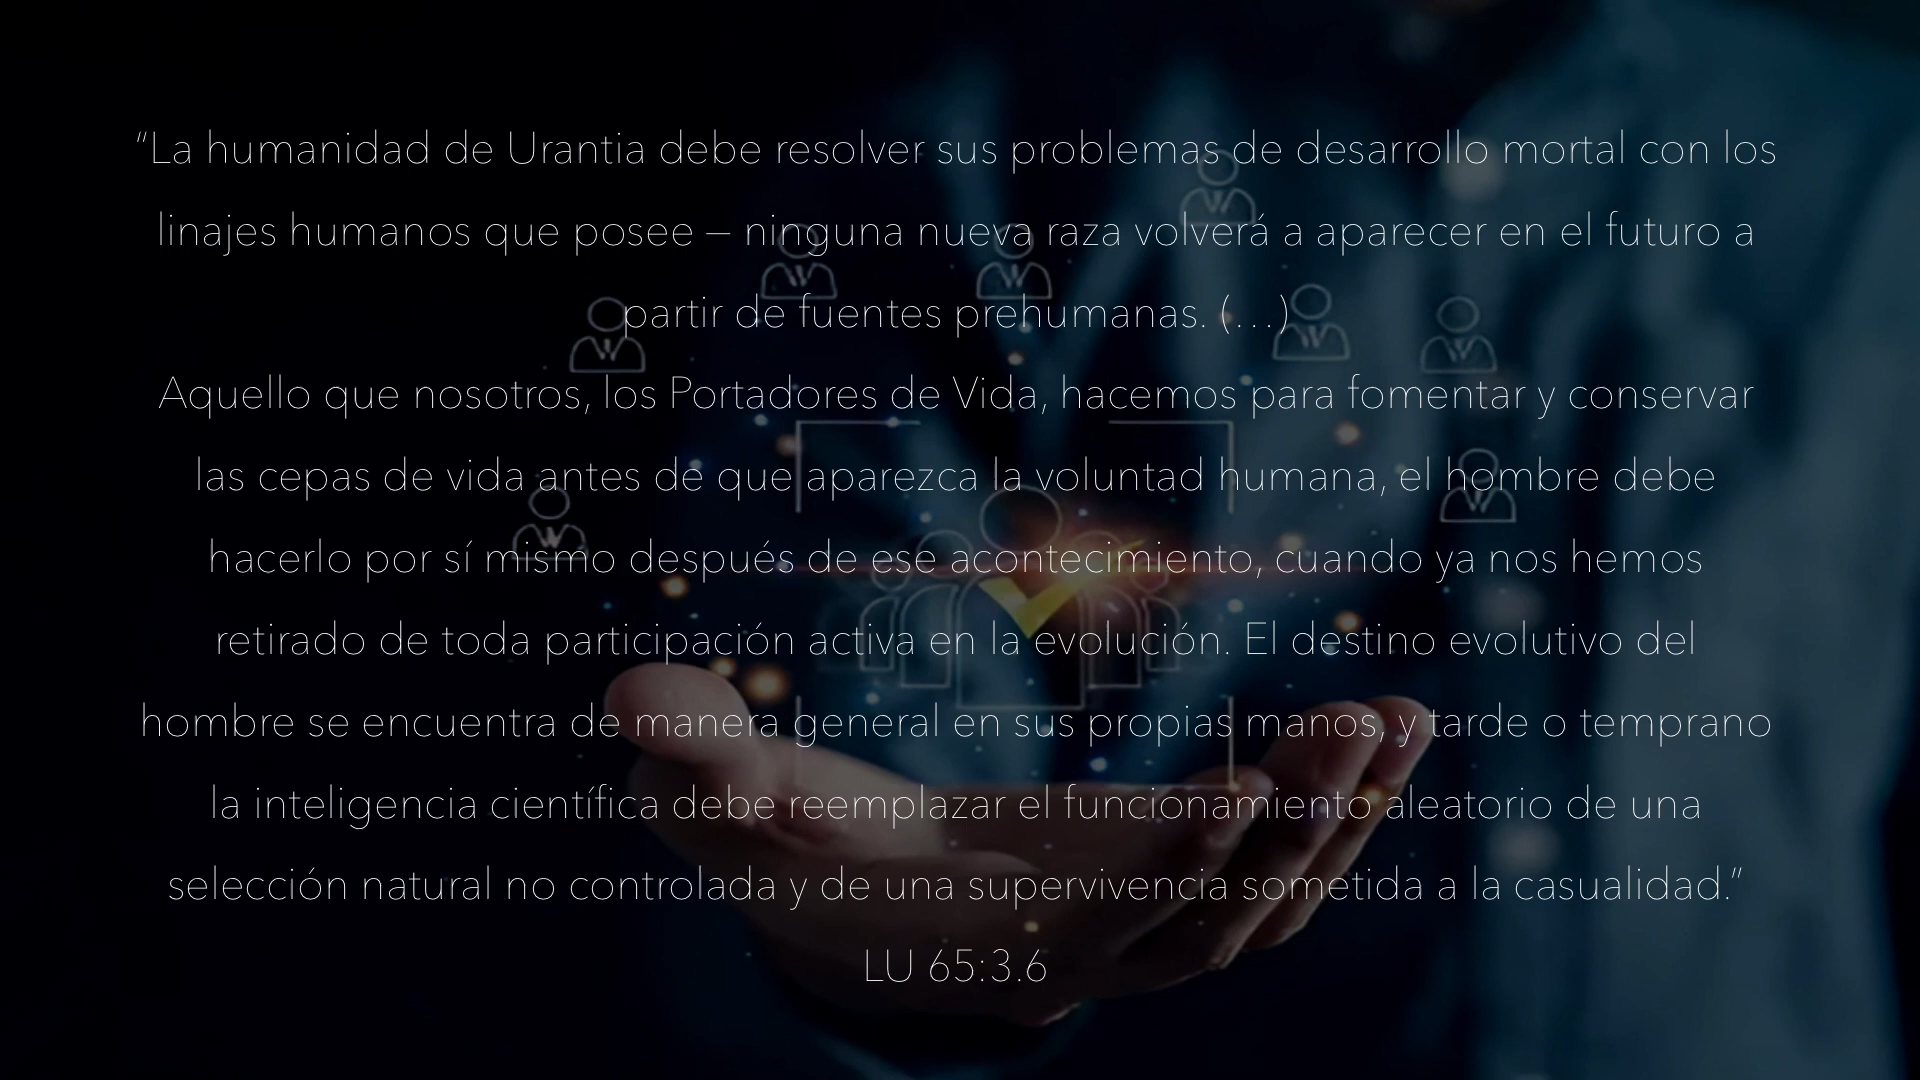 “La humanidad de Urantia debe resolver sus problemas de desarrollo mortal con los
linajes humanos que posee — ninguna nueva raza volverá a aparecer en el futuro a
partir de fuentes prehumanas. (…)
Aquello que nosotros, los Portadores de Vida, hacemos para fomentar y conservar
las cepas de vida antes de que aparezca la voluntad humana, el hombre debe
hacerlo por sí mismo después de ese acontecimiento, cuando ya nos hemos
retirado de toda participación activa en la evolución. El destino evolutivo del
hombre se encuentra de manera general en sus propias manos, y tarde o temprano
la inteligencia científica debe reemplazar el funcionamiento aleatorio de una
selección natural no controlada y de una supervivencia sometida a la casualidad.”
LU 65:3.6